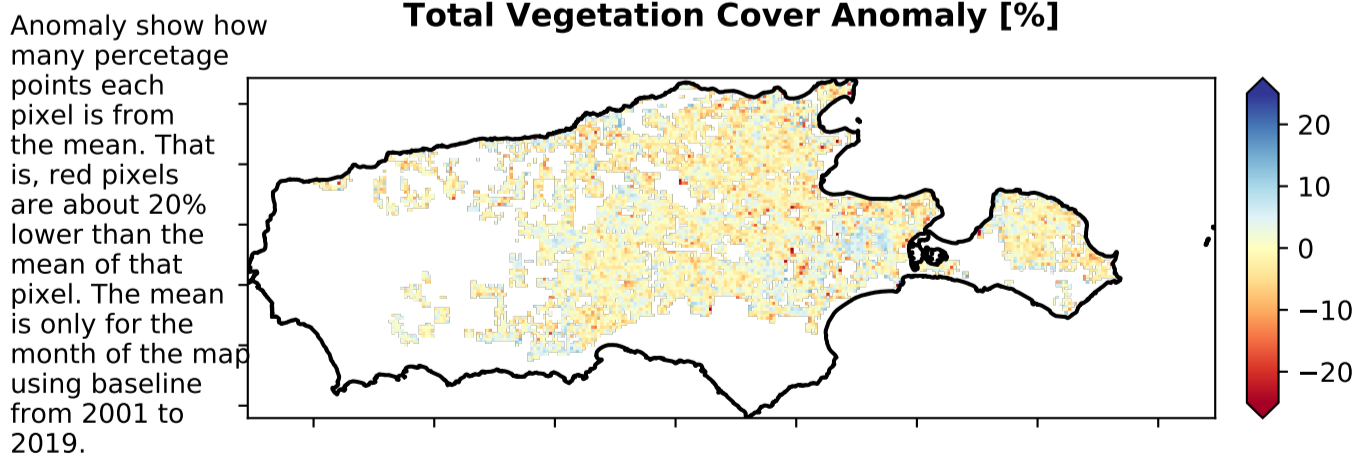 Total Vegetation Cover Anomaly [%]
Anomaly show how
many percetage
points each
pixel is from
the mean. That
is, red pixels
are about 20%
lower than the
mean of that
pixel. The mean
is only for the
month of the map
using baseline
from 2001 to
2019.
20
10
0
−10
−20